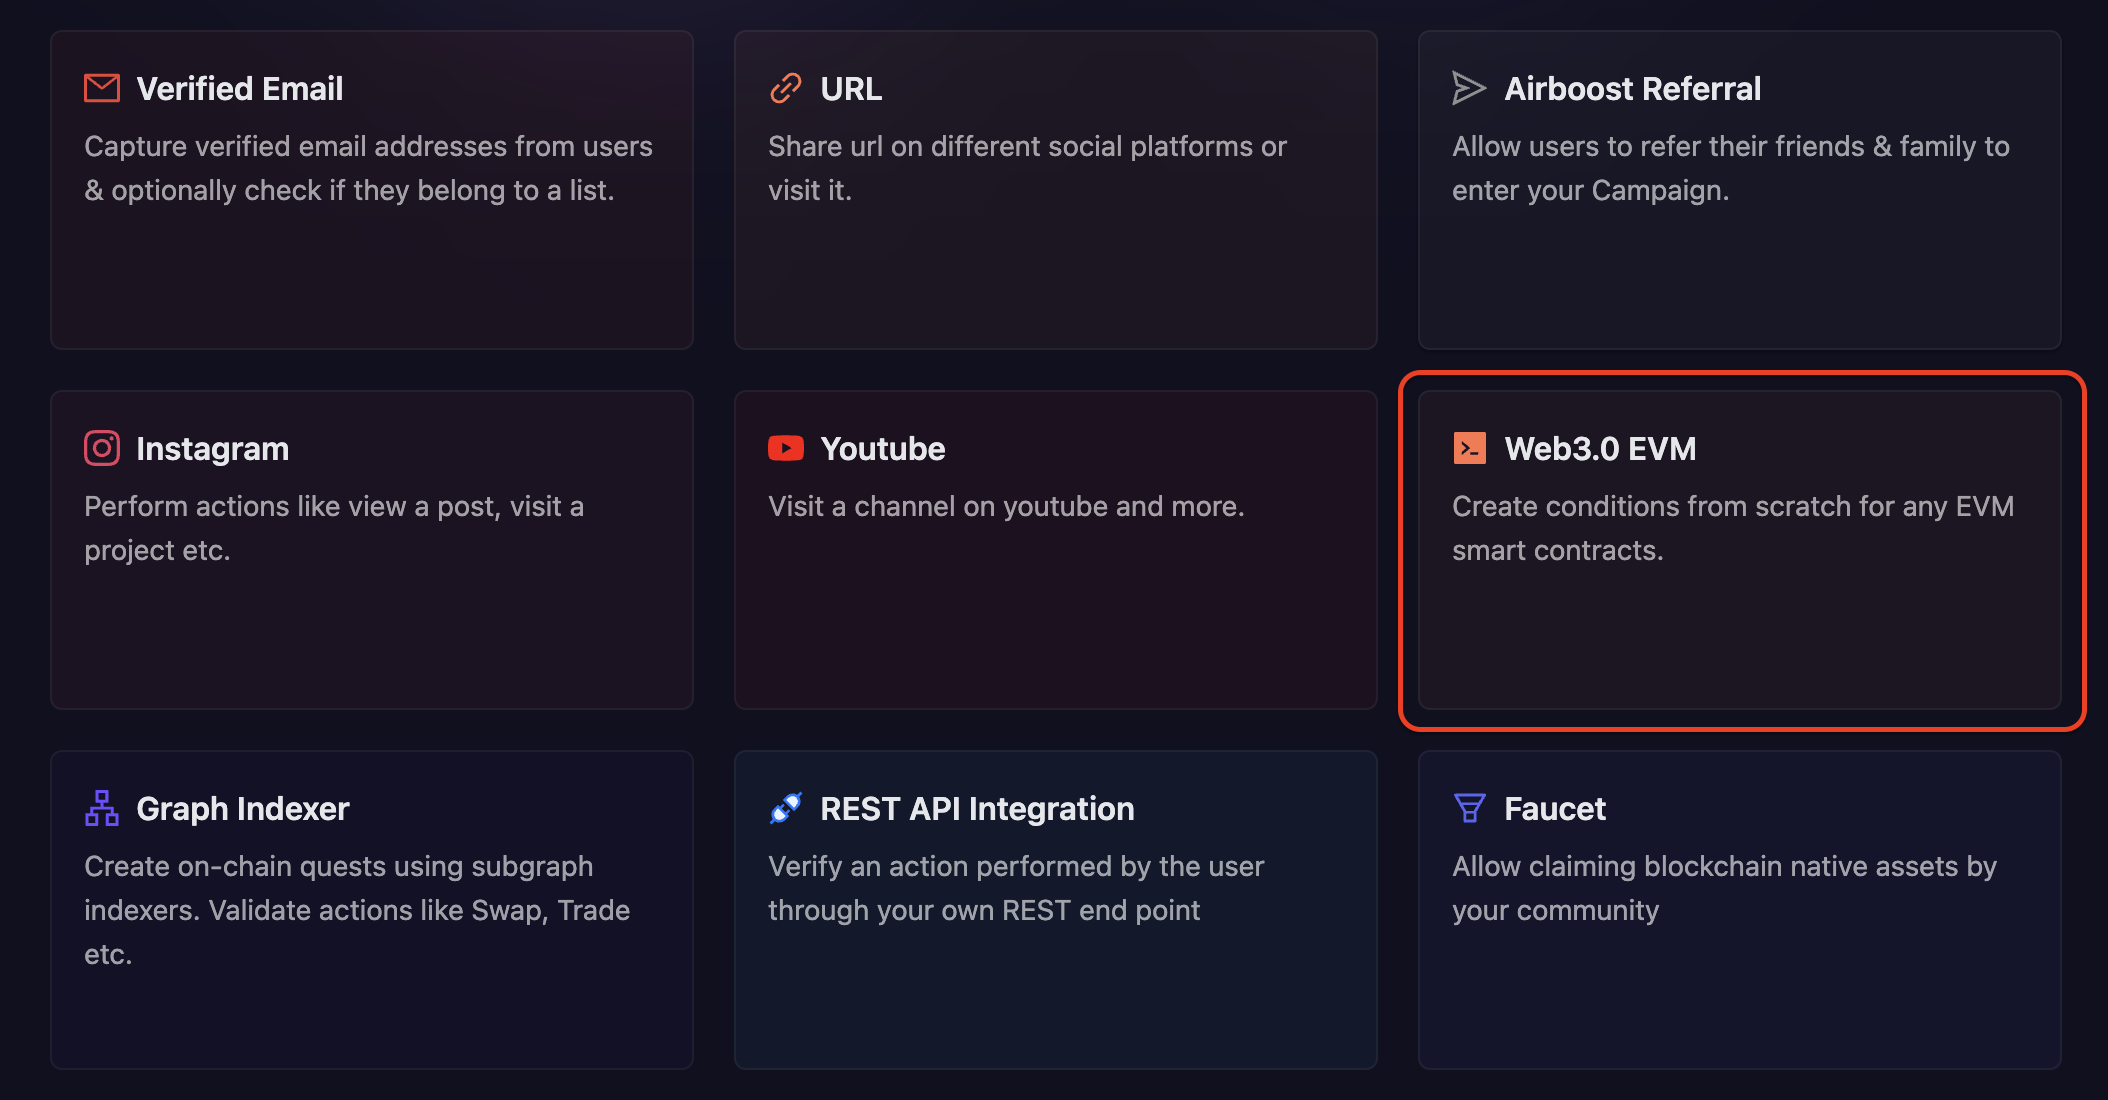 Verified Email
Capture verified email addresses from users
& optionally check if they belong to a list.
URL
Share url on different social platforms or
visit it.
Airboost Referral
Allow users to refer their friends & family to
enter your Campaign.
Instagram
Perform actions like view a post, visit a
project etc.
Youtube
Visit a channel on youtube and more.
Web3.0 EVM
Create conditions from scratch for any EVM
smart contracts.
Graph Indexer
Create on-chain quests using subgraph
indexers. Validate actions like Swap, Trade
etc.
REST API Integration
Verify an action performed by the user
through your own REST end point
Faucet
Allow claiming blockchain native assets by
your community